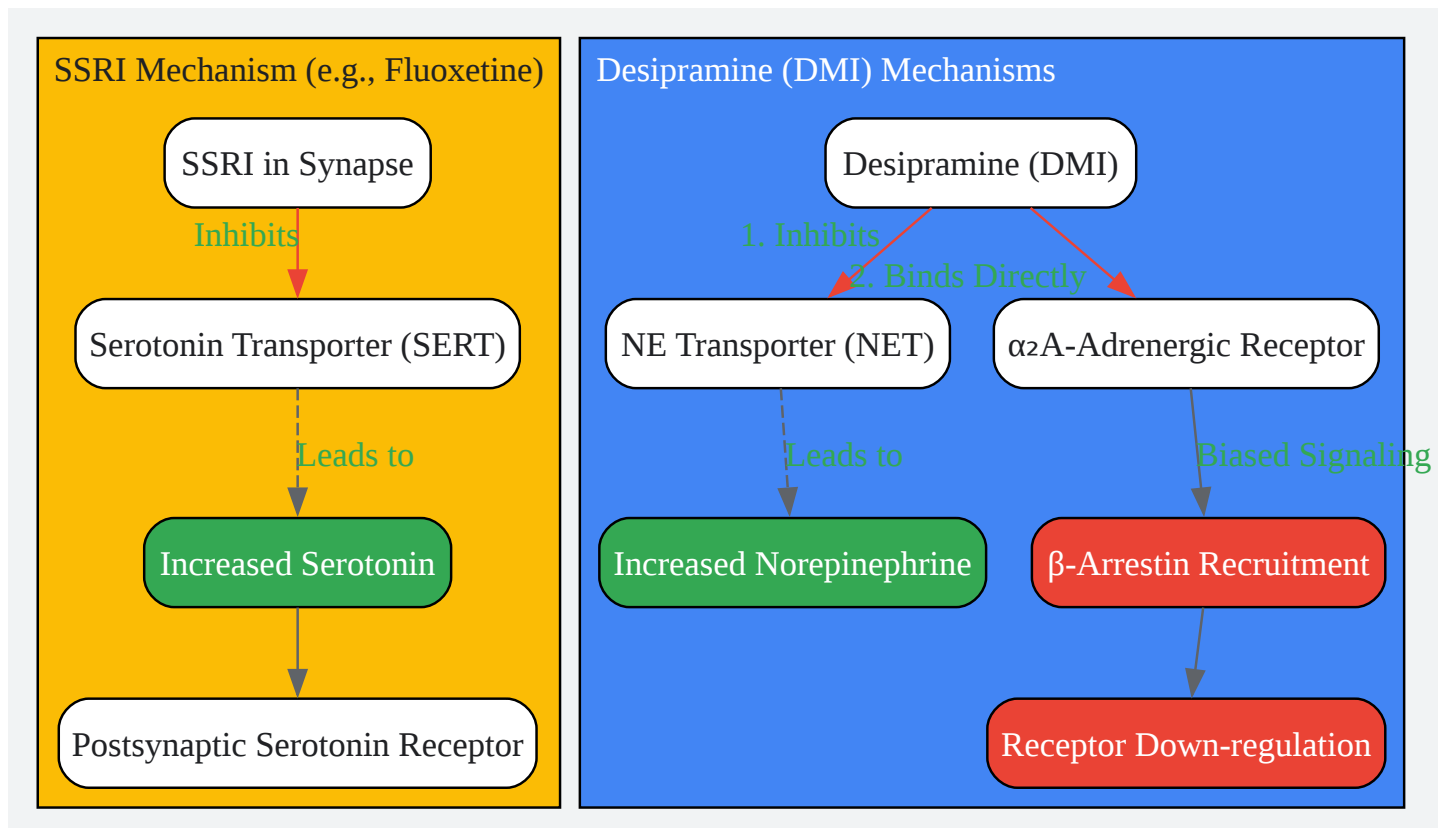 SSRI Mechanism (e.g., Fluoxetine)
SSRI in Synapse
Inhibits
Serotonin Transporter (SERT)
Leads to
Increased Serotonin
Postsynaptic Serotonin Receptor
Desipramine (DMI) Mechanisms
Desipramine (DMI)
1. Inhibits
2. Binds Directly
NE Transporter (NET)
α₂A-Adrenergic Receptor
Leads to
Biased Signaling
Increased Norepinephrine
β-Arrestin Recruitment
Receptor Down-regulation